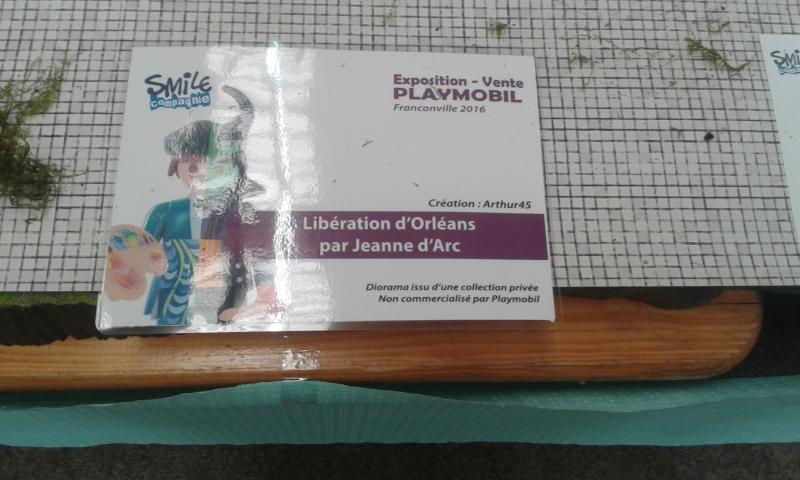 SMILE
compagnie
Exposition - Vente
PLAYMOBIL
Franconville 2016
Création : Arthur45
Libération d'Orléans
par Jeanne d'Arc
Diorama issu d'une collection privée
Non commercialisé par Playmobil